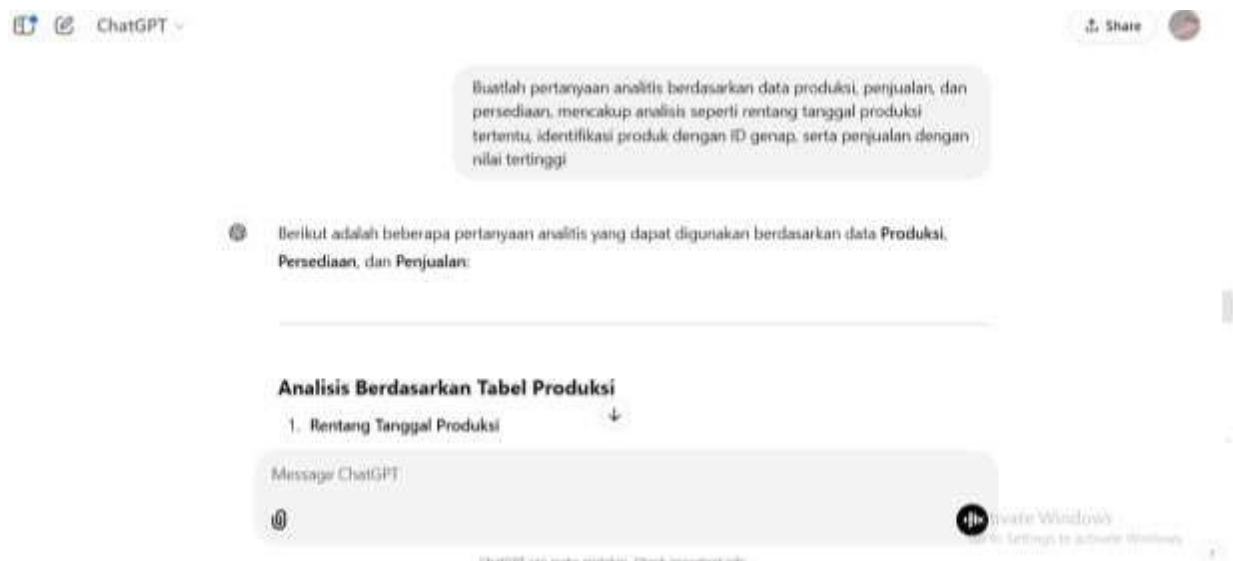 ChatGPT
Share
Buatlah pertanyaan analitis berdasarkan data produksi, penjualan, dan
persediaan, mencakup analisis seperti rentang tanggal produksi
tertentu, identifikasi produk dengan ID genap, serta penjualan dengan
nilai tertinggi
Berikut adalah beberapa pertanyaan analitis yang dapat digunakan berdasarkan data Produksi,
Persediaan, dan Penjualan:
Analisis Berdasarkan Tabel Produksi
1. Rentang Tanggal Produksi
Message ChatGPT
vate Windows
Settings to activate Windows